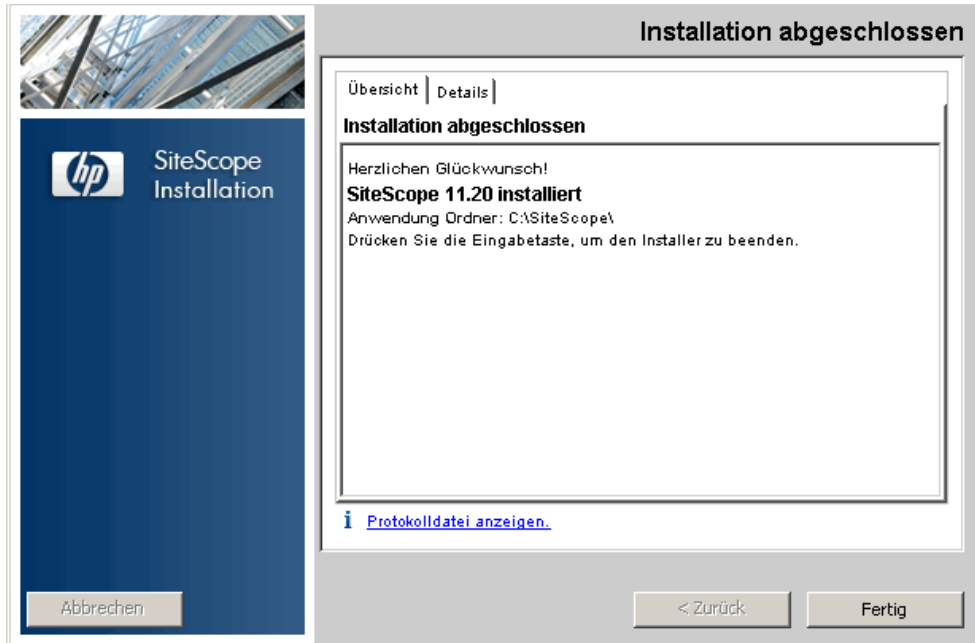 Installation abgeschlossen
hp
SiteScope
Installation
Übersicht
Details
Installation abgeschlossen
Herzlichen Glückwunsch!
SiteScope 11.20 installiert
Anwendung Ordner: C:\SiteScope\
Drücken Sie die Eingabetaste, um den Installer zu beenden.
i Protokolldatei anzeigen.
Abbrechen
< Zurück
Fertig